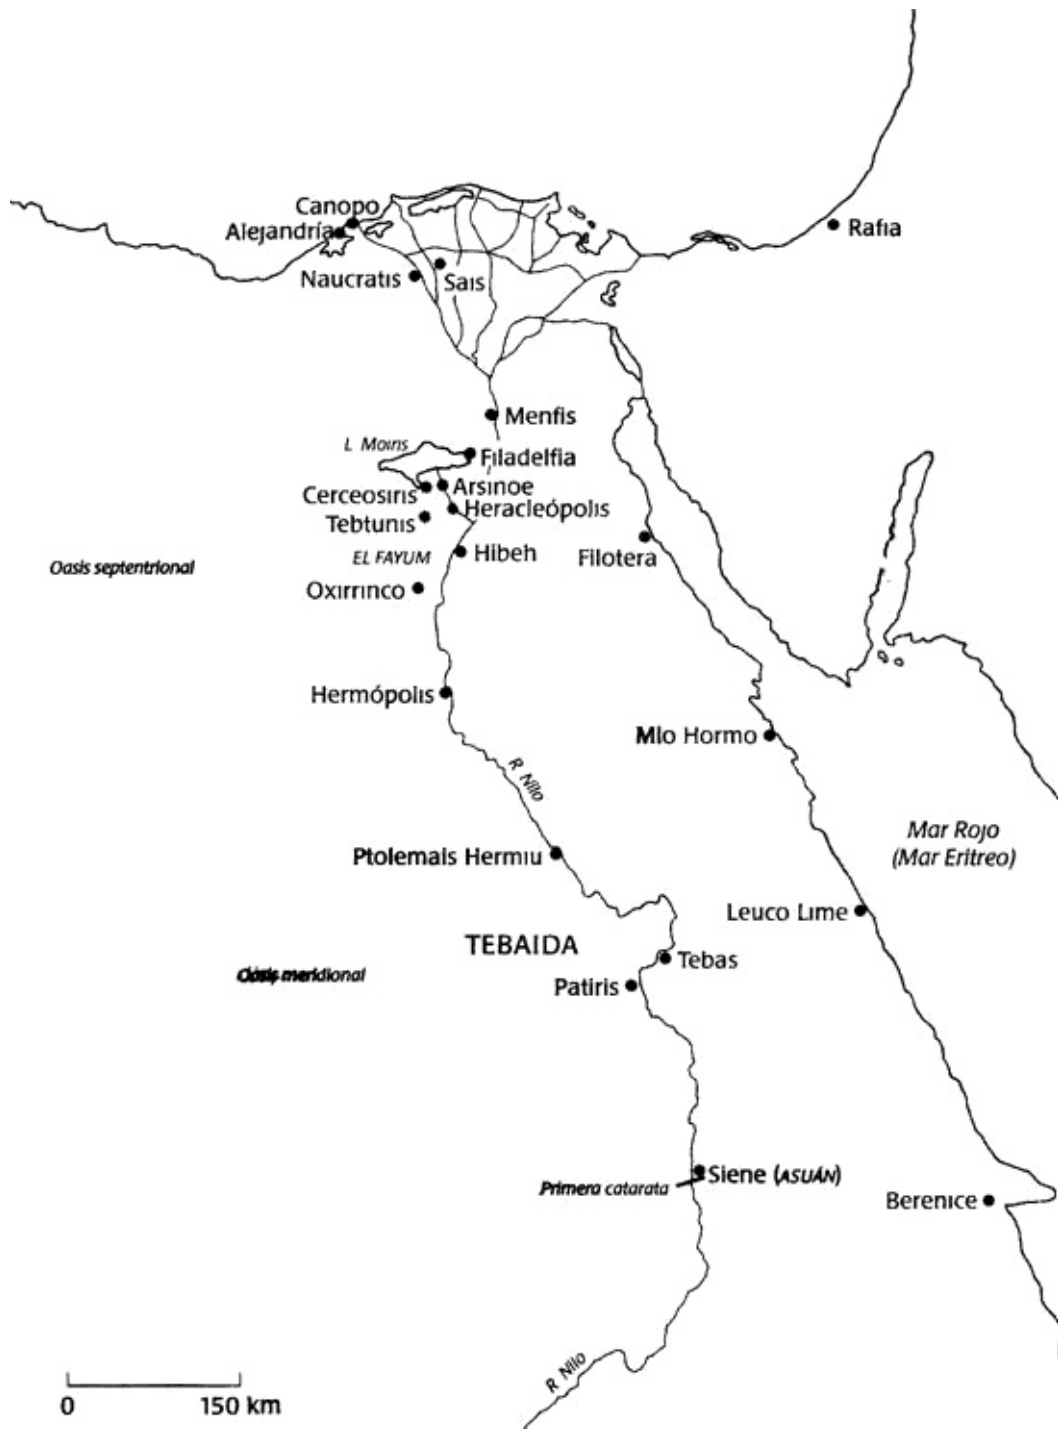 Canopo
Alejandría
Rafia
Naucratis
Sais
Menfis
L Moiris
Filadelfia
Cerceosiris
Arsinoe
Heracleópolis
Tebtunis
EL FAYUM
Hibeh
Filotera
Oasis septentrional
Oxirrinco
Hermópolis
Mio Hormo
R Nilo
Mar Rojo
(Mar Eritreo)
Ptolemais Hermiu
Leuco Lime
TEBAIDA
Tebas
Oasis meridional
Patiris
Siene (ASUÁN)
Primera catarata
Berenice
R Nilo
0 150 km